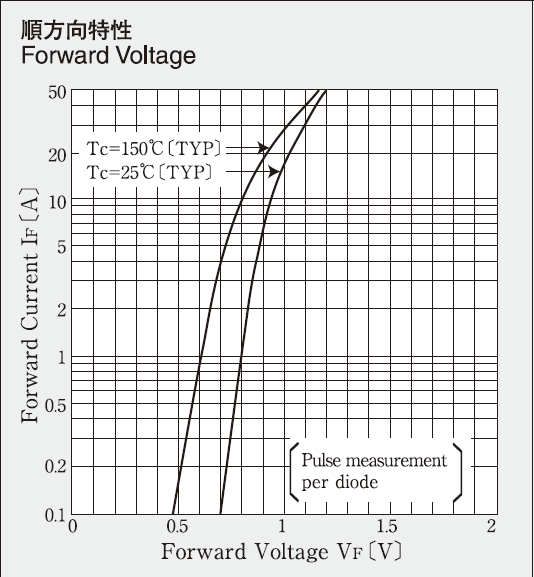 順方向特性
Forward Voltage
50
20
10
5
2
1
0.5
0.2
0.1
Forward Current IF〔A〕
Tc=150℃〔TYP〕
Tc=25℃〔TYP〕
Pulse measurement
per diode
0 0.5 1 1.5 2
Forward Voltage VF〔V〕